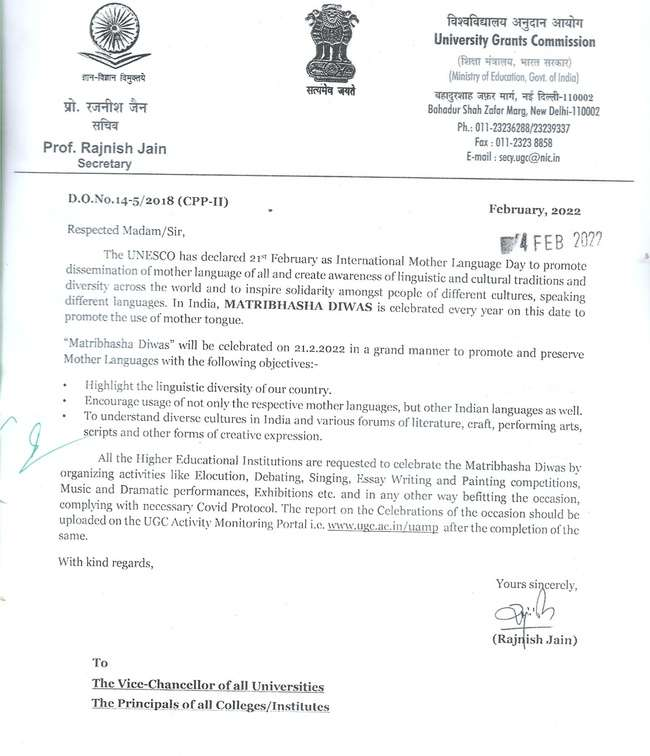 ज्ञान-विज्ञान विमुक्तये
सत्यमेव जयते
प्रो. रजनीश जैन
सचिव
Prof. Rajnish Jain
Secretary
विश्वविद्यालय अनुदान आयोग
University Grants Commission
(शिक्षा मंत्रालय, भारत सरकार)
(Ministry of Education, Govt. of India)
बहादुरशाह ज़फ़र मार्ग, नई दिल्ली-110002
Bahadur Shah Zafar Marg, New Delhi-110002
Ph.: 011-23236288/23239337
Fax : 011-2323 8858
E-mail : secy.ugc@nic.in
D.O.No.14-5/2018 (CPP-II)
February, 2022
Respected Madam/Sir,
4 FEB 2022
The UNESCO has declared 21st February as International Mother Language Day to promote
dissemination of mother language of all and create awareness of linguistic and cultural traditions and
diversity across the world and to inspire solidarity amongst people of different cultures, speaking
different languages. In India, MATRIBHASHA DIWAS is celebrated every year on this date to
promote the use of mother tongue.
“Matribhasha Diwas” will be celebrated on 21.2.2022 in a grand manner to promote and preserve
Mother Languages with the following objectives:-
• Highlight the linguistic diversity of our country.
• Encourage usage of not only the respective mother languages, but other Indian languages as well.
• To understand diverse cultures in India and various forums of literature, craft, performing arts,
scripts and other forms of creative expression.
All the Higher Educational Institutions are requested to celebrate the Matribhasha Diwas by
organizing activities like Elocution, Debating, Singing, Essay Writing and Painting competitions,
Music and Dramatic performances, Exhibitions etc. and in any other way befitting the occasion,
complying with necessary Covid Protocol. The report on the Celebrations of the occasion should be
uploaded on the UGC Activity Monitoring Portal i.e. www.ugc.ac.in/uamp after the completion of the
same.
With kind regards,
Yours sincerely,
(Rajnish Jain)
To
The Vice-Chancellor of all Universities
The Principals of all Colleges/Institutes